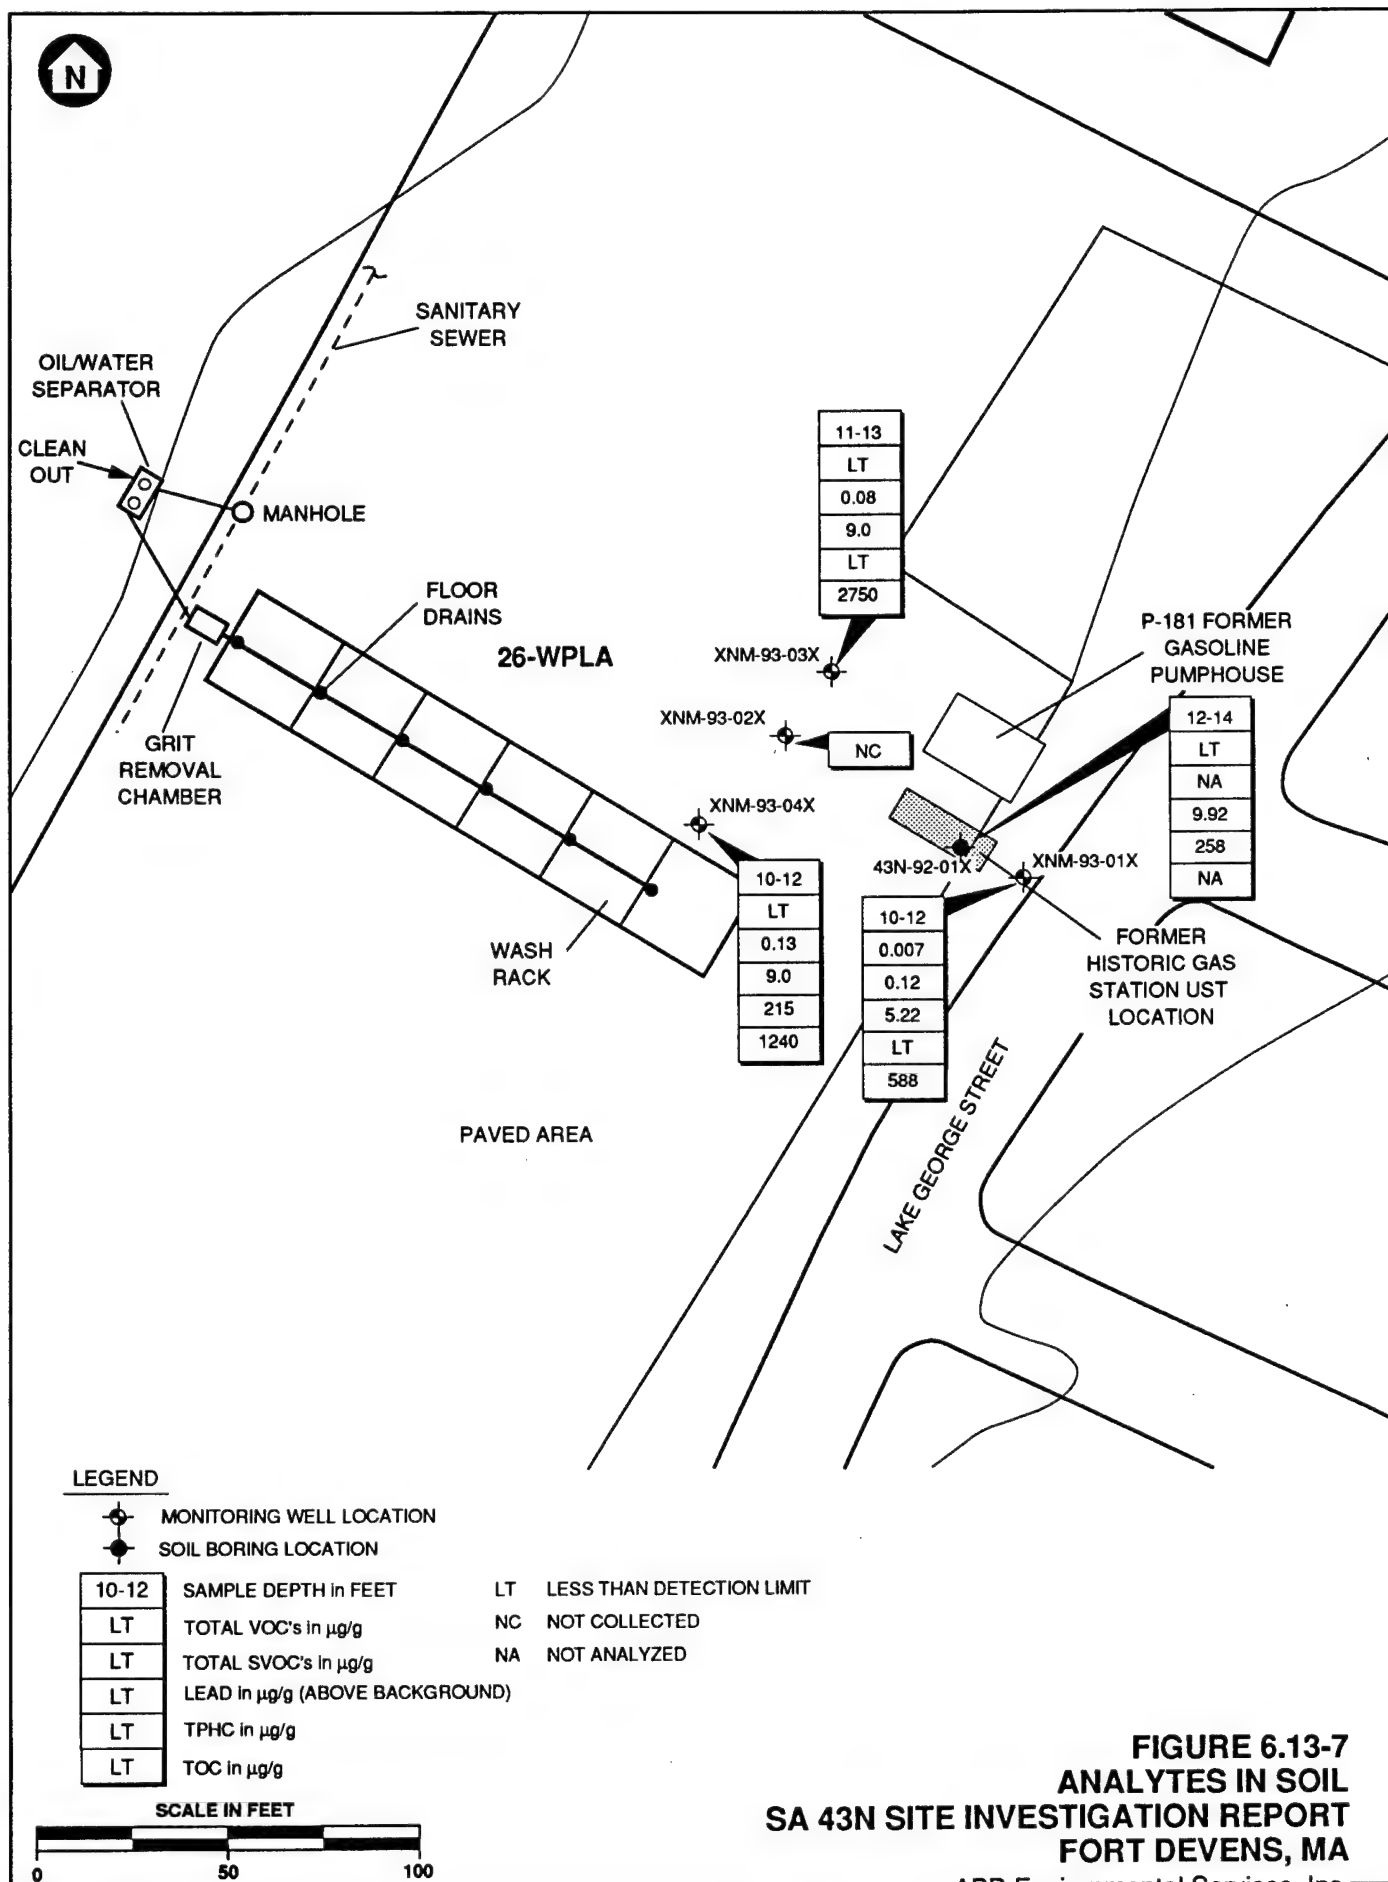 N
SANITARY
SEWER
OIL/WATER
SEPARATOR
CLEAN
OUT
MANHOLE
11-13
LT
0.08
9.0
LT
2750
FLOOR
DRAINS
26-WPLA
XNM-93-03X
P-181 FORMER
GASOLINE
PUMPHOUSE
XNM-93-02X
NC
12-14
LT
NA
9.92
258
NA
GRIT
REMOVAL
CHAMBER
XNM-93-04X
43N-92-01X
XNM-93-01X
10-12
LT
0.13
9.0
215
1240
10-12
0.007
0.12
5.22
LT
588
WASH
RACK
FORMER
HISTORIC GAS
STATION UST
LOCATION
LAKE GEORGE STREET
PAVED AREA
LEGEND
MONITORING WELL LOCATION
SOIL BORING LOCATION
10-12 SAMPLE DEPTH in FEET
LT TOTAL VOC's in µg/g
LT TOTAL SVOC's in µg/g
LT LEAD in µg/g (ABOVE BACKGROUND)
LT TPHC in µg/g
LT TOC in µg/g
LT LESS THAN DETECTION LIMIT
NC NOT COLLECTED
NA NOT ANALYZED
SCALE IN FEET
0 50 100
FIGURE 6.13-7
ANALYTES IN SOIL
SA 43N SITE INVESTIGATION REPORT
FORT DEVENS, MA
ABB Environmental Services, Inc.